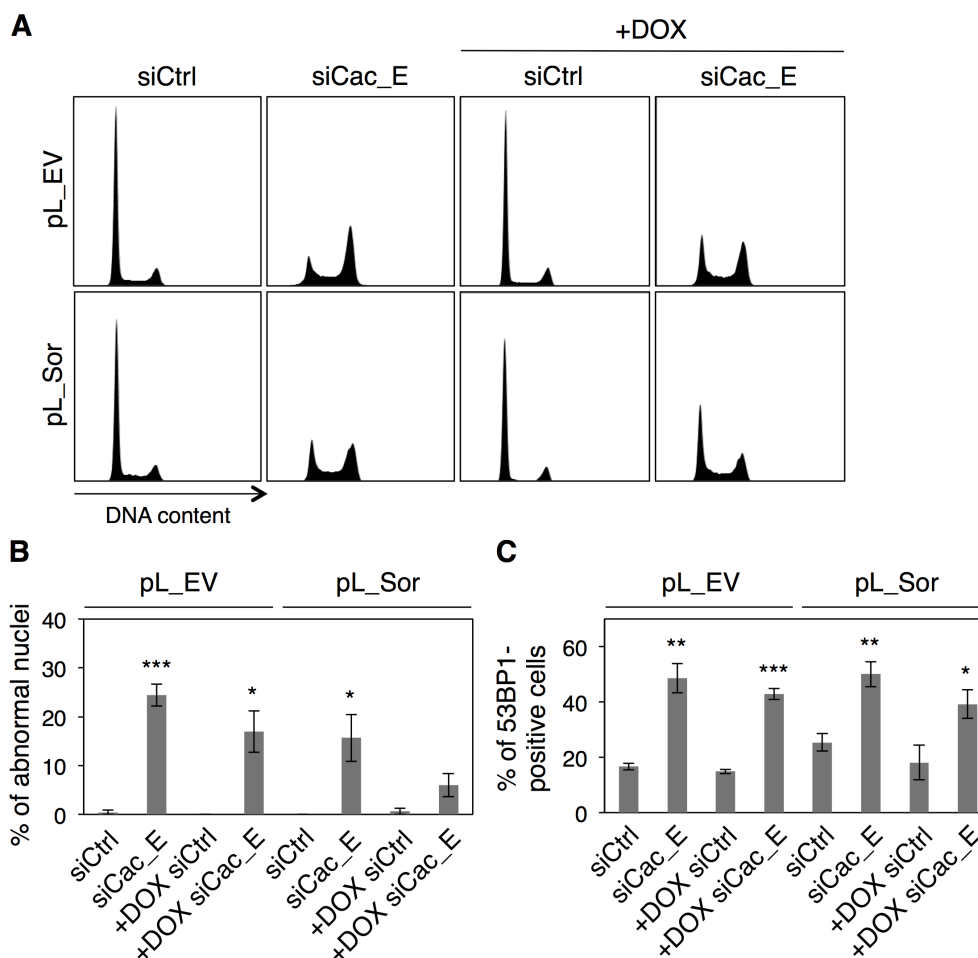 A
+DOX
siCtrl siCac_E siCtrl siCac_E
pL_EV
pL_Sor
DNA content
B
pL_EV pL_Sor
% of abnormal nuclei
40
30
20
10
0
***
*
*
siCtrl
siCac_E
+DOX siCtrl
+DOX siCac_E
siCtrl
siCac_E
+DOX siCtrl
+DOX siCac_E
C
pL_EV pL_Sor
% of 53BP1-
positive cells
60
40
20
0
**
***
**
*
siCtrl
siCac_E
+DOX siCtrl
+DOX siCac_E
siCtrl
siCac_E
+DOX siCtrl
+DOX siCac_E